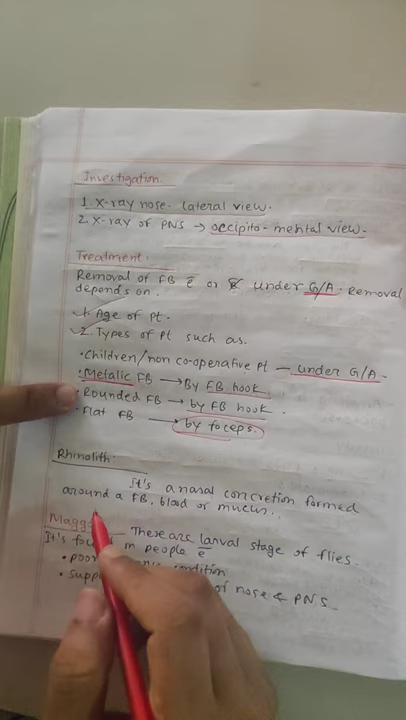 Investigation.
1. X-ray nose- lateral view.
2. X-ray of PNS → occipito-mental view.
Treatment:
Removal of FB c̄ or s̄ under G/A. Removal
depends on.
1. Age of Pt.
2. Types of Pt such as.
• Children/non co-operative Pt — under G/A.
• Metalic FB → By FB hook.
• Rounded FB → by FB hook.
• Flat FB → by foceps.
Rhinolith.
It's a nasal concretion formed
around a FB, blood or mucus.
There are larval stage of flies.
It's in people c̄
• poor condition
• of nose & PNS.